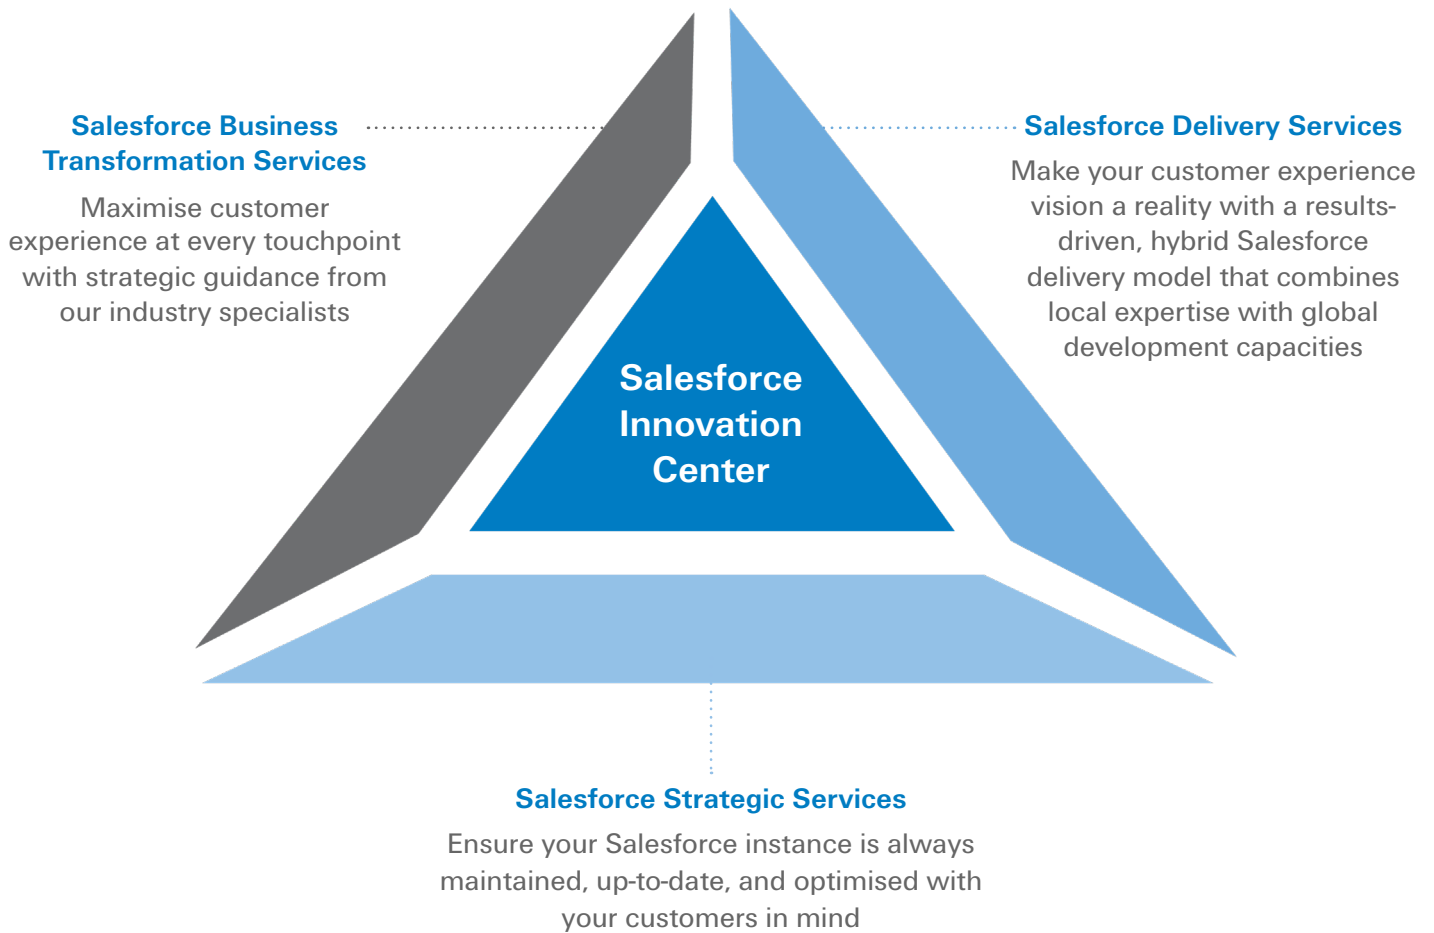 Salesforce Business
Transformation Services
Maximise customer
experience at every touchpoint
with strategic guidance from
our industry specialists
Salesforce Delivery Services
Make your customer experience
vision a reality with a results-
driven, hybrid Salesforce
delivery model that combines
local expertise with global
development capacities
Salesforce
Innovation
Center
Salesforce Strategic Services
Ensure your Salesforce instance is always
maintained, up-to-date, and optimised with
your customers in mind